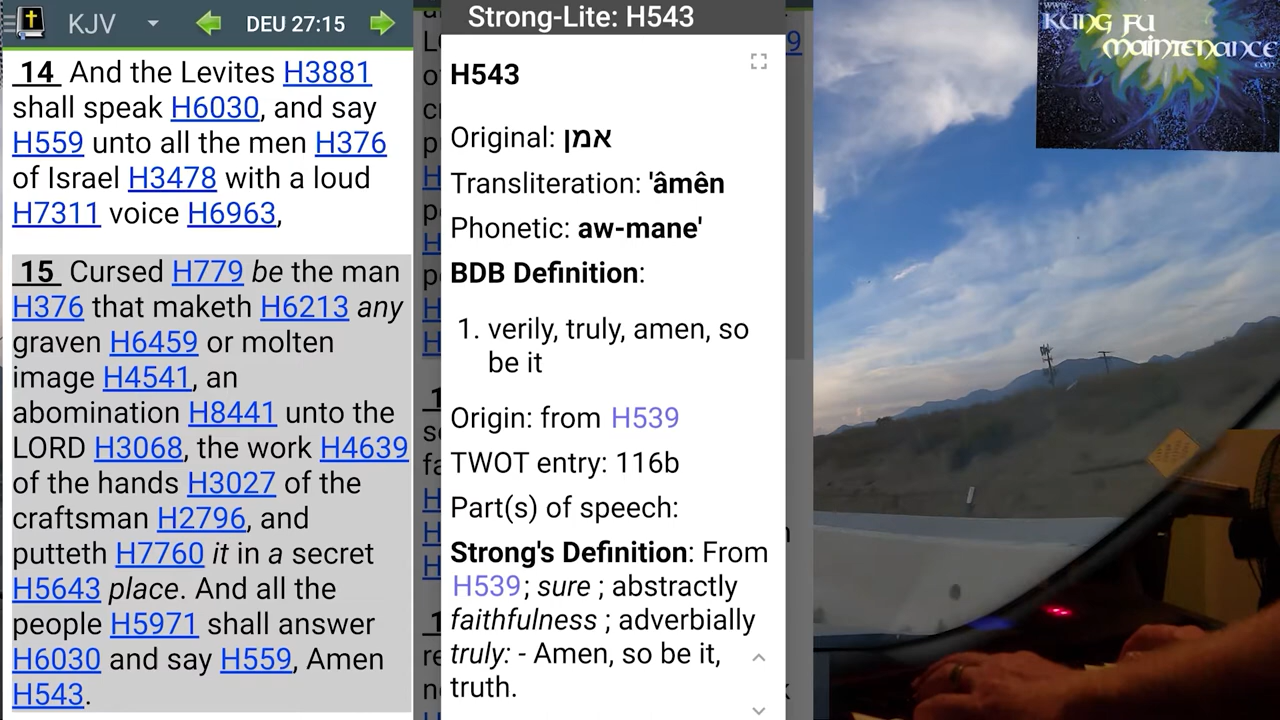 KJV
DEU 27:15
14 And the Levites H3881
shall speak H6030, and say
H559 unto all the men H376
of Israel H3478 with a loud
H7311 voice H6963,
15 Cursed H779 be the man
H376 that maketh H6213 any
graven H6459 or molten
image H4541, an
abomination H8441 unto the
LORD H3068, the work H4639
of the hands H3027 of the
craftsman H2796, and
putteth H7760 it in a secret
H5643 place. And all the
people H5971 shall answer
H6030 and say H559, Amen
H543.
Strong-Lite: H543
H543
Original: אמן
Transliteration: 'âmên
Phonetic: aw-mane'
BDB Definition:
1. verily, truly, amen, so
be it
Origin: from H539
TWOT entry: 116b
Part(s) of speech:
Strong's Definition: From
H539; sure ; abstractly
faithfulness ; adverbially
truly: - Amen, so be it,
truth.
www.
KUNG FU
MAINTENANCE
.com